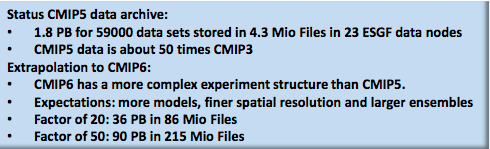 Status CMIP5 data archive:
• 1.8 PB for 59000 data sets stored in 4.3 Mio Files in 23 ESGF data nodes
• CMIP5 data is about 50 times CMIP3
Extrapolation to CMIP6:
• CMIP6 has a more complex experiment structure than CMIP5.
• Expectations: more models, finer spatial resolution and larger ensembles
• Factor of 20: 36 PB in 86 Mio Files
• Factor of 50: 90 PB in 215 Mio Files